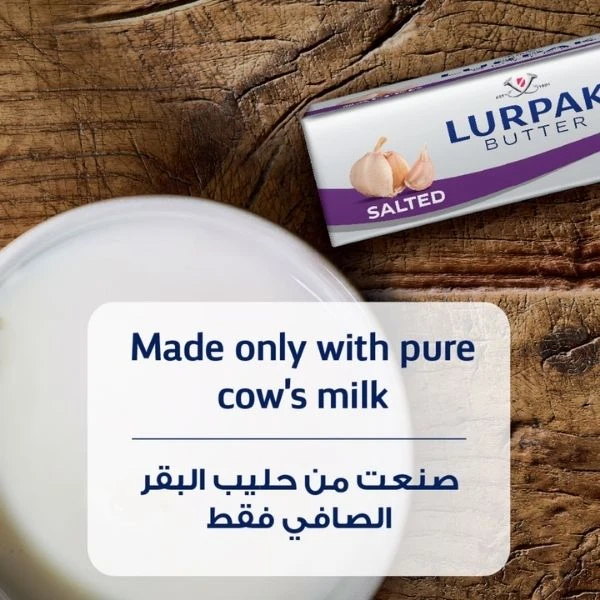 LURPAK
BUTTER
SALTED
Made only with pure
cow's milk
صنعت من حليب البقر
الصافي فقط